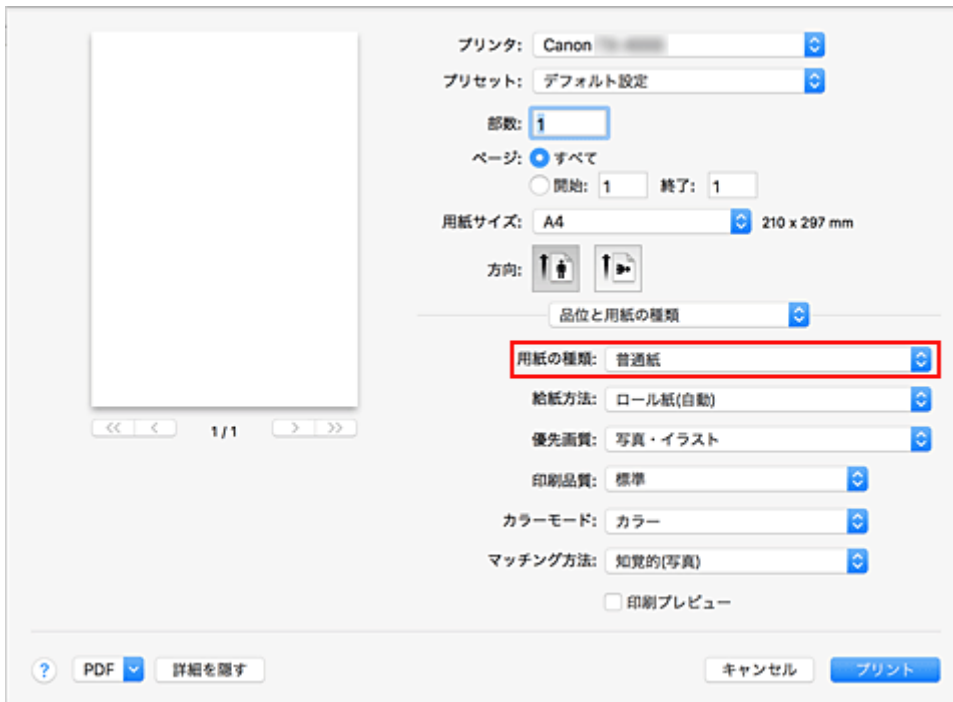 プリンタ: Canon
プリセット: デフォルト設定
部数: 1
ページ: すべて
開始: 1 終了: 1
用紙サイズ: A4 210 x 297 mm
方向:
品位と用紙の種類
用紙の種類: 普通紙
給紙方法: ロール紙(自動)
優先画質: 写真・イラスト
印刷品質: 標準
カラーモード: カラー
マッチング方法: 知覚的(写真)
印刷プレビュー
<< < 1 / 1 > >>
? PDF 詳細を隠す キャンセル プリント